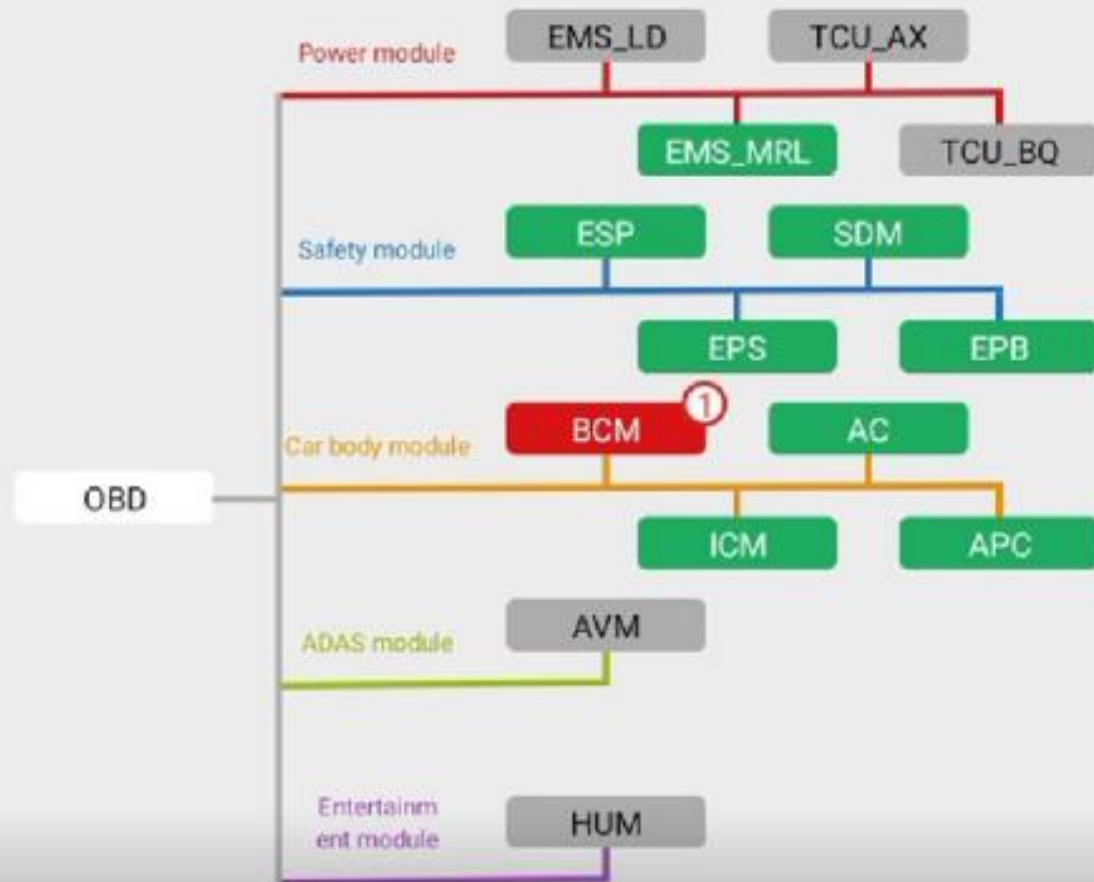 EMS_LD
TCU_AX
Power module
EMS_MRL
TCU_BQ
ESP
SDM
Safety module
EPS
EPB
1
BCM
AC
Car body module
OBD
ICM
APC
AVM
ADAS module
Entertainm
ent module
HUM